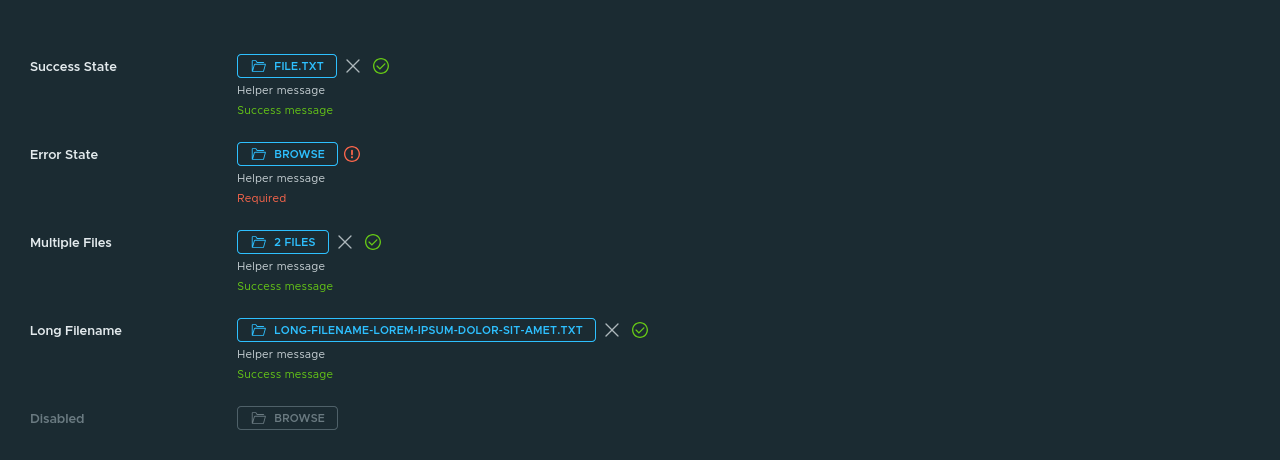 Success State
FILE.TXT
Helper message
Success message
Error State
BROWSE
Helper message
Required
Multiple Files
2 FILES
Helper message
Success message
Long Filename
LONG-FILENAME-LOREM-IPSUM-DOLOR-SIT-AMET.TXT
Helper message
Success message
Disabled
BROWSE